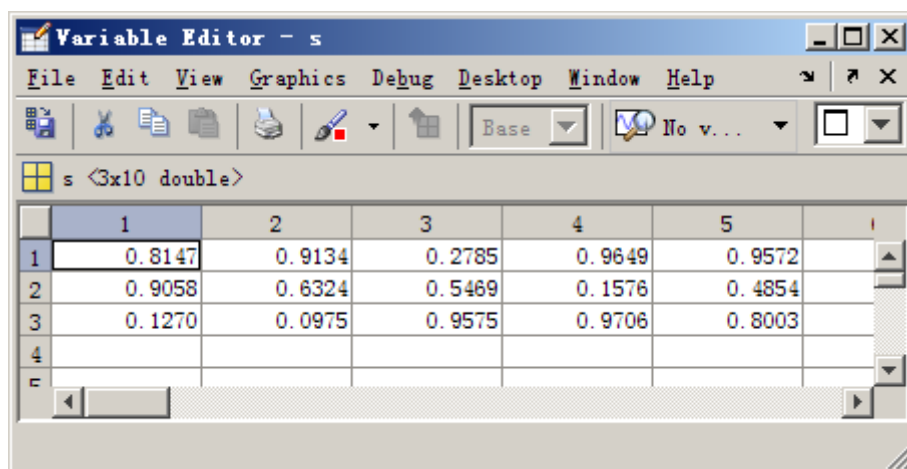 Variable Editor - s
File Edit View Graphics Debug Desktop Window Help
Base No v...
s <3x10 double>
1 2 3 4 5
1 0.8147 0.9134 0.2785 0.9649 0.9572
2 0.9058 0.6324 0.5469 0.1576 0.4854
3 0.1270 0.0975 0.9575 0.9706 0.8003
4